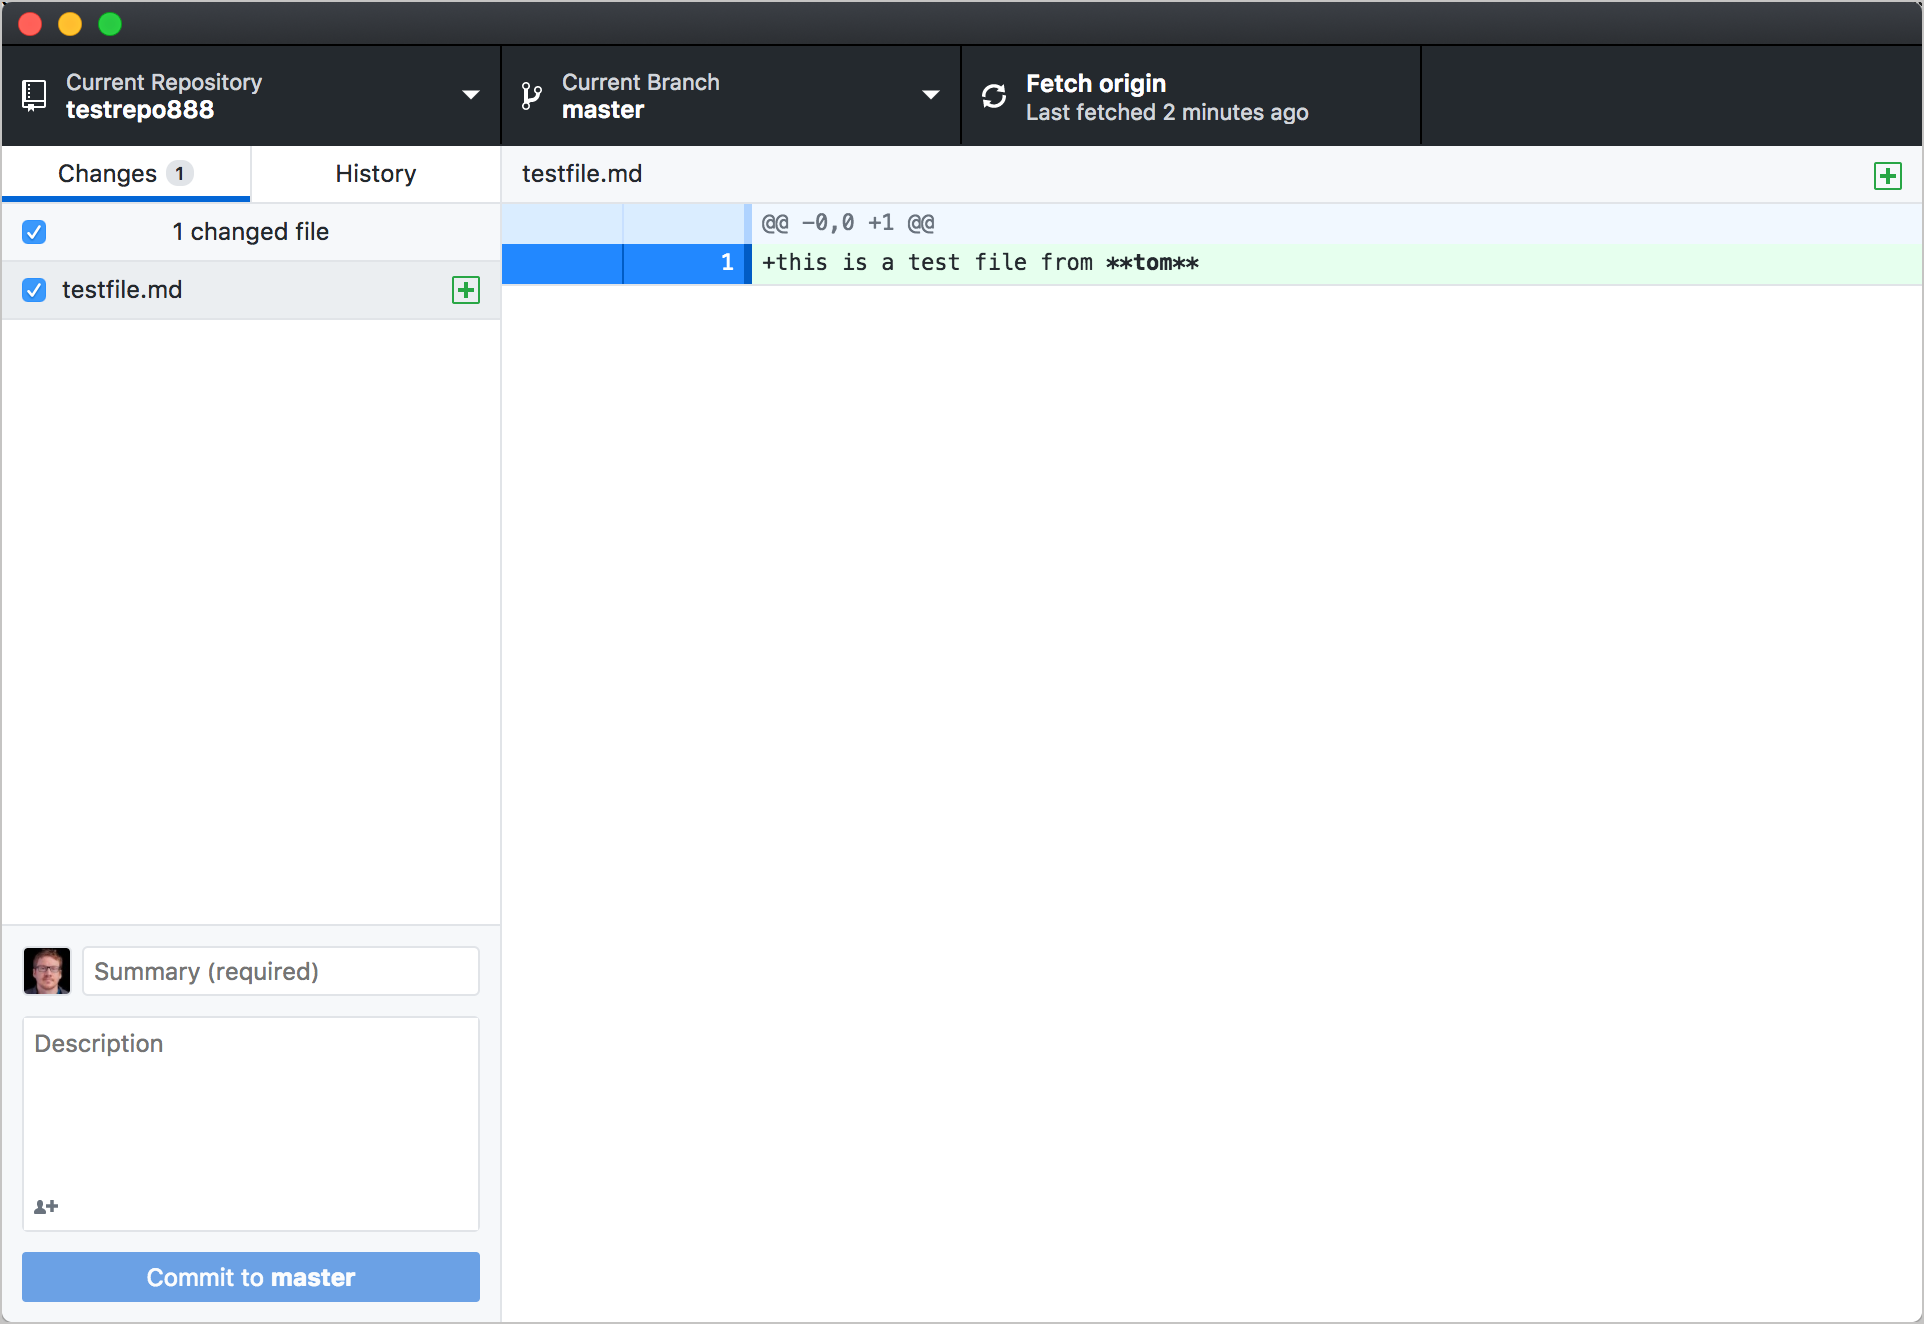 Current Repository
testrepo888
Current Branch
master
Fetch origin
Last fetched 2 minutes ago
Changes 1
History
testfile.md
1 changed file
testfile.md
@@ -0,0 +1 @@
1 +this is a test file from **tom**
Summary (required)
Description
Commit to master